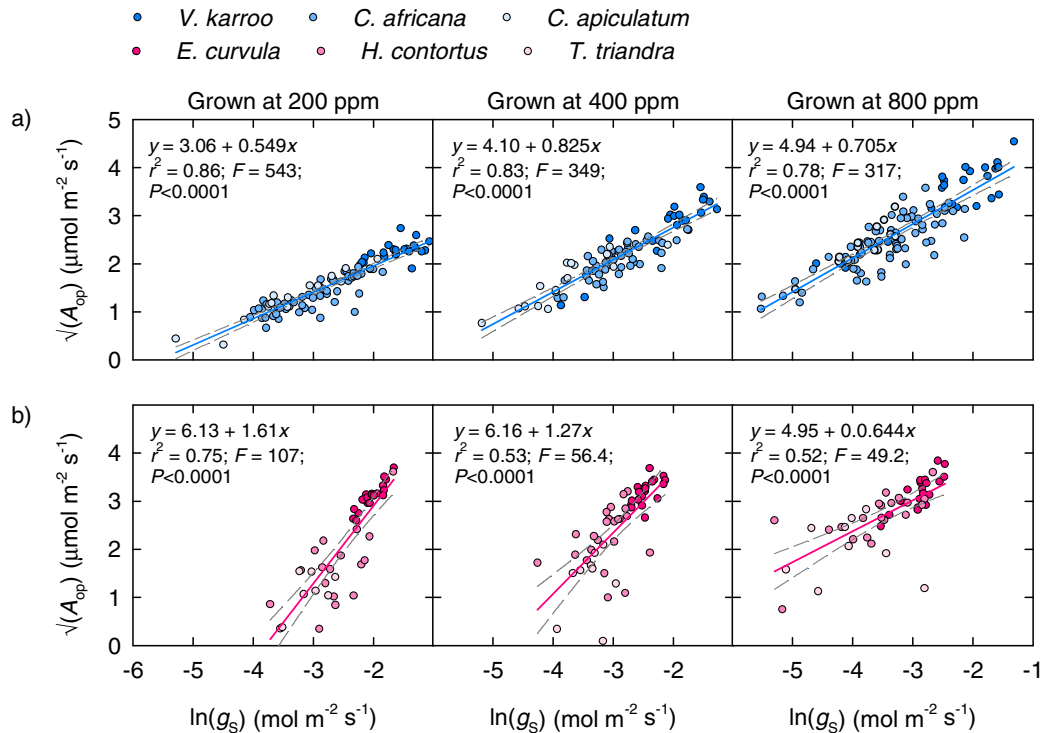 V. karroo C. africana C. apiculatum
E. curvula H. contortus T. triandra
Grown at 200 ppm Grown at 400 ppm Grown at 800 ppm
a)
y = 3.06 + 0.549x
r² = 0.86; F = 543;
P<0.0001
y = 4.10 + 0.825x
r² = 0.83; F = 349;
P<0.0001
y = 4.94 + 0.705x
r² = 0.78; F = 317;
P<0.0001
5
4
3
2
1
0
√(Aop) (μmol m⁻² s⁻¹)
b)
y = 6.13 + 1.61x
r² = 0.75; F = 107;
P<0.0001
y = 6.16 + 1.27x
r² = 0.53; F = 56.4;
P<0.0001
y = 4.95 + 0.0.644x
r² = 0.52; F = 49.2;
P<0.0001
4
3
2
1
0
√(Aop) (μmol m⁻² s⁻¹)
-6 -5 -4 -3 -2 -6 -5 -4 -3 -2 -6 -5 -4 -3 -2 -1
ln(gS) (mol m⁻² s⁻¹) ln(gS) (mol m⁻² s⁻¹) ln(gS) (mol m⁻² s⁻¹)